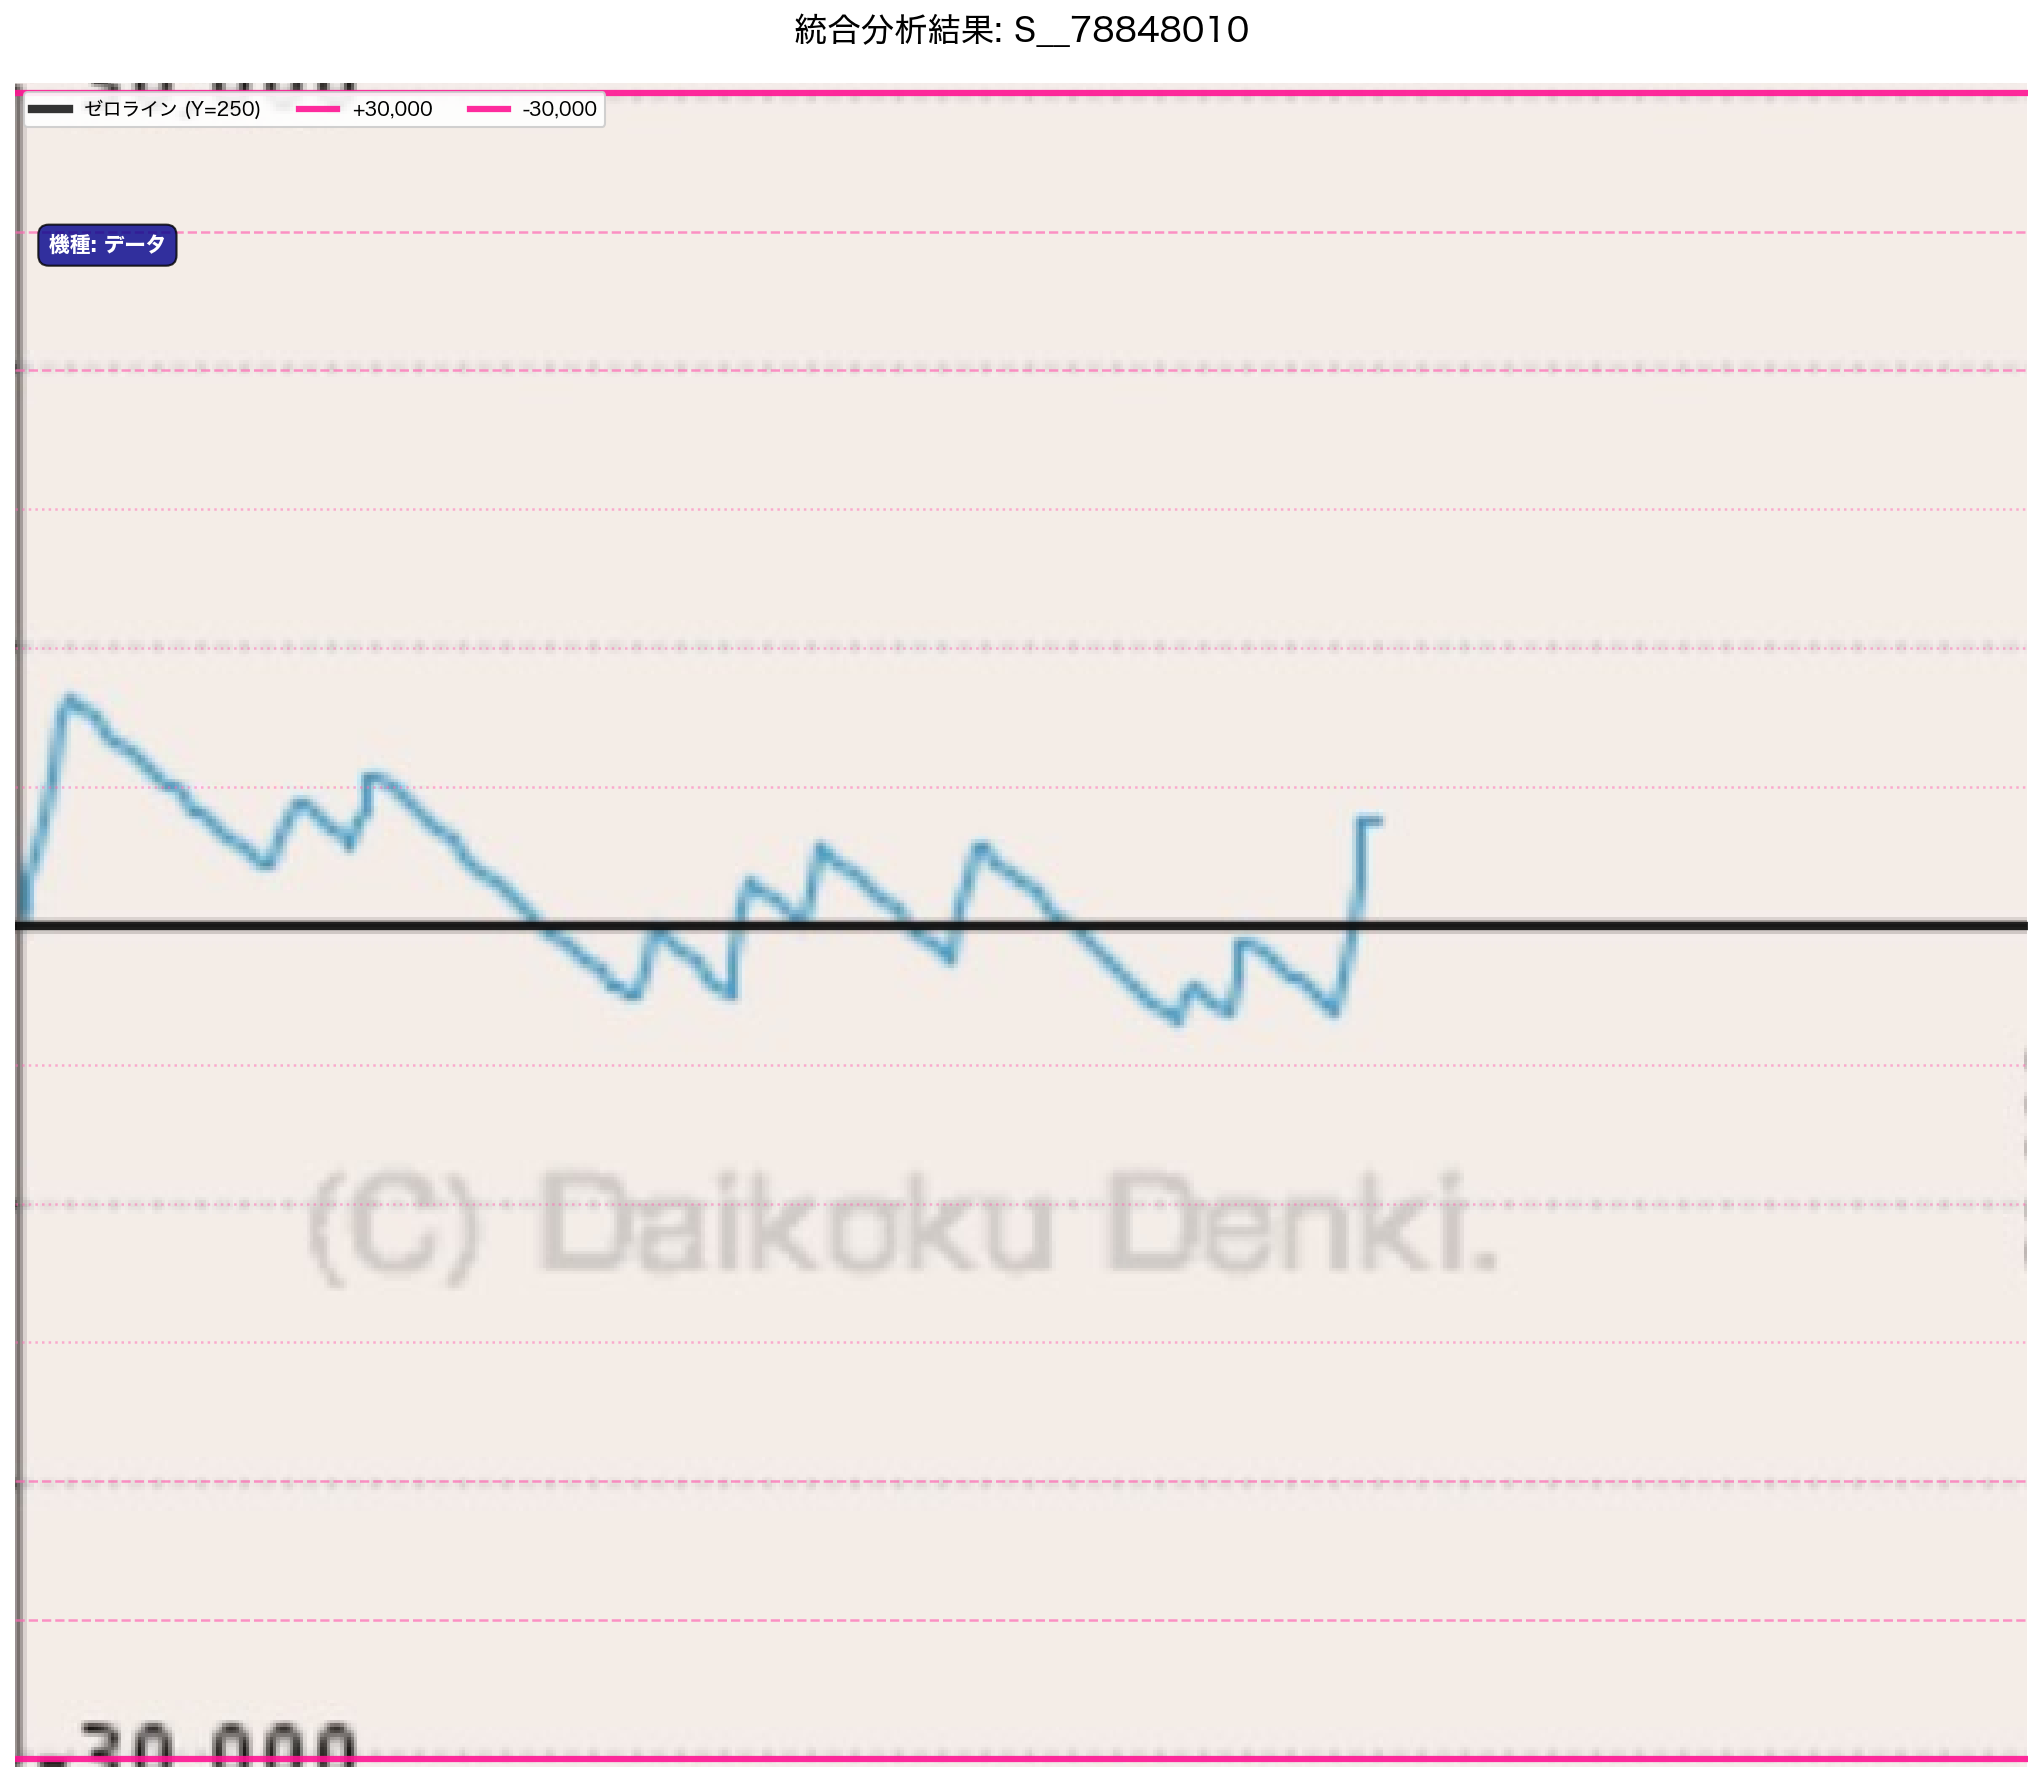 統合分析結果: S__78848010
ゼロライン (Y=250) +30,000 -30,000
機種: データ
(C) Daikoku Denki.
-30,000